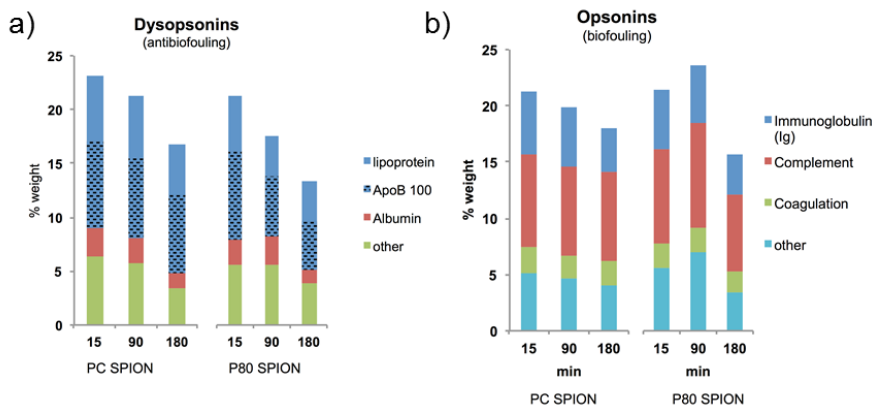 a)
Dysopsonins
(antibiofouling)
25
20
15
10
5
0
% weight
15 90 180 15 90 180
PC SPION P80 SPION
lipoprotein
ApoB 100
Albumin
other
b)
Opsonins
(biofouling)
25
20
15
10
5
0
% weight
15 90 180 15 90 180
min min
PC SPION P80 SPION
Immunoglobulin
(Ig)
Complement
Coagulation
other